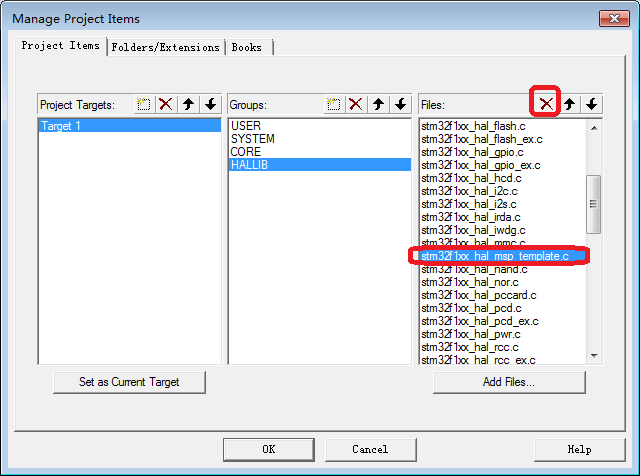 Manage Project Items
Project Items Folders/Extensions Books
Project Targets: Groups: Files:
Target 1
USER
SYSTEM
CORE
HALLIB
stm32f1xx_hal_flash.c
stm32f1xx_hal_flash_ex.c
stm32f1xx_hal_gpio.c
stm32f1xx_hal_gpio_ex.c
stm32f1xx_hal_hcd.c
stm32f1xx_hal_i2c.c
stm32f1xx_hal_i2s.c
stm32f1xx_hal_irda.c
stm32f1xx_hal_iwdg.c
stm32f1xx_hal_mmc.c
stm32f1xx_hal_msp_template.c
stm32f1xx_hal_nand.c
stm32f1xx_hal_nor.c
stm32f1xx_hal_pccard.c
stm32f1xx_hal_pcd.c
stm32f1xx_hal_pcd_ex.c
stm32f1xx_hal_pwr.c
stm32f1xx_hal_rcc.c
stm32f1xx_hal_rcc_ex.c
Set as Current Target Add Files...
OK Cancel Help